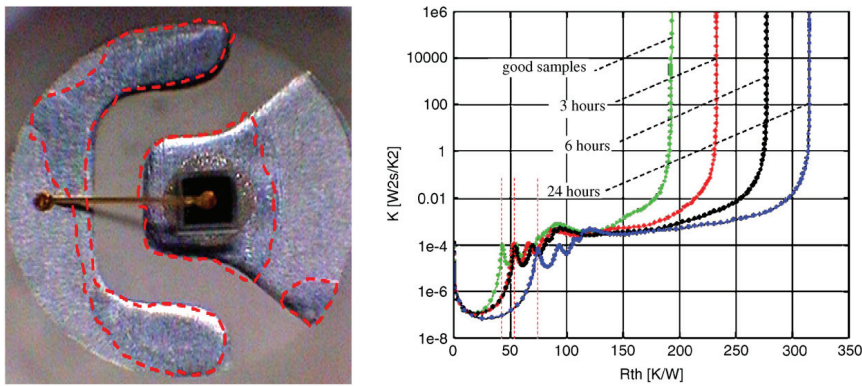 1e6
10000
100
1
0.01
1e-4
1e-6
1e-8
K [W2s/K2]
good samples
3 hours
6 hours
24 hours
0 50 100 150 200 250 300 350
Rth [K/W]